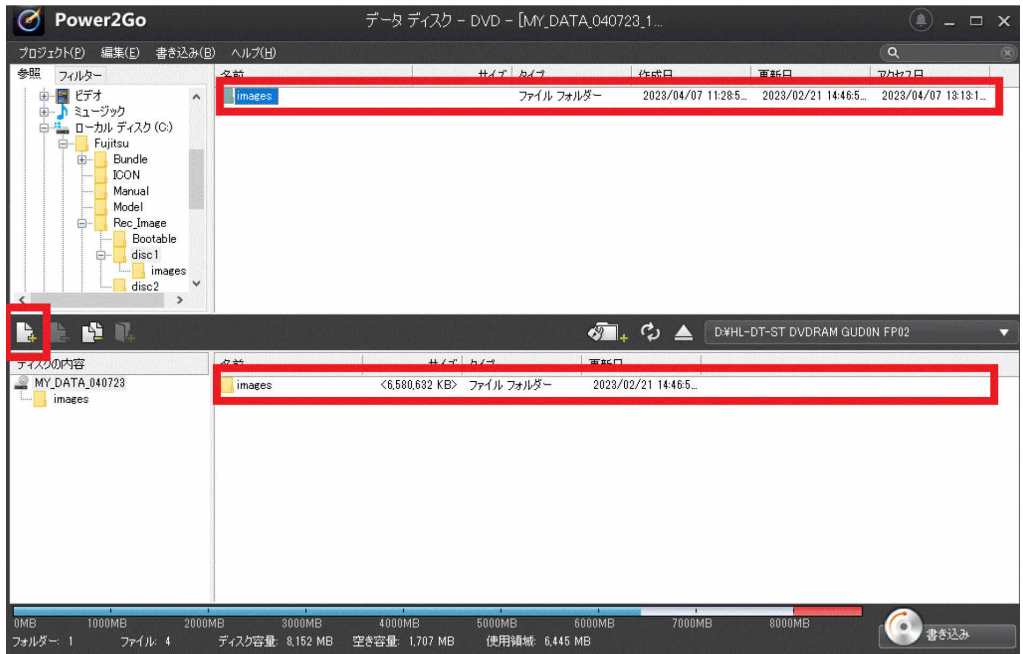 Power2Go
データ ディスク - DVD - [MY_DATA_040723_1...
プロジェクト(P) 編集(E) 書き込み(B) ヘルプ(H)
参照 フィルター
名前 サイズ タイプ 作成日 更新日 アクセス日
images ファイル フォルダー 2023/04/07 11:28:5... 2023/02/21 14:46:5... 2023/04/07 13:13:1...
ビデオ
ミュージック
ローカル ディスク (C:)
Fujitsu
Bundle
ICON
Manual
Model
Rec_Image
Bootable
disc1
images
disc2
D:¥HL-DT-ST DVDRAM GUD0N FP02
ディスクの内容
名前 サイズ タイプ 更新日
MY_DATA_040723
images
images <6,580,632 KB> ファイル フォルダー 2023/02/21 14:46:5...
0MB 1000MB 2000MB 3000MB 4000MB 5000MB 6000MB 7000MB 8000MB
フォルダー: 1 ファイル: 4 ディスク容量: 8,152 MB 空き容量: 1,707 MB 使用領域: 6,445 MB
書き込み